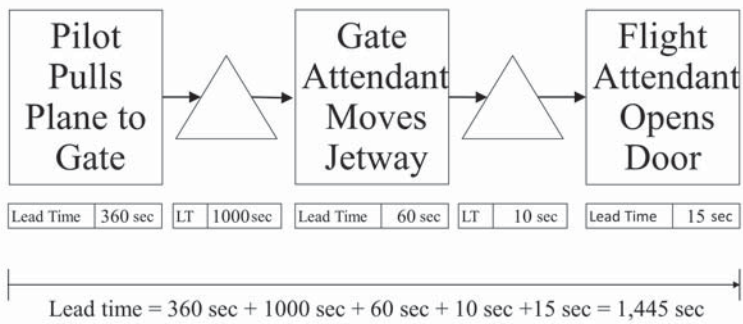 Pilot
Pulls
Plane to
Gate
Gate
Attendant
Moves
Jetway
Flight
Attendant
Opens
Door
Lead Time 360 sec
LT 1000 sec
Lead Time 60 sec
LT 10 sec
Lead Time 15 sec
Lead time = 360 sec + 1000 sec + 60 sec + 10 sec +15 sec = 1,445 sec